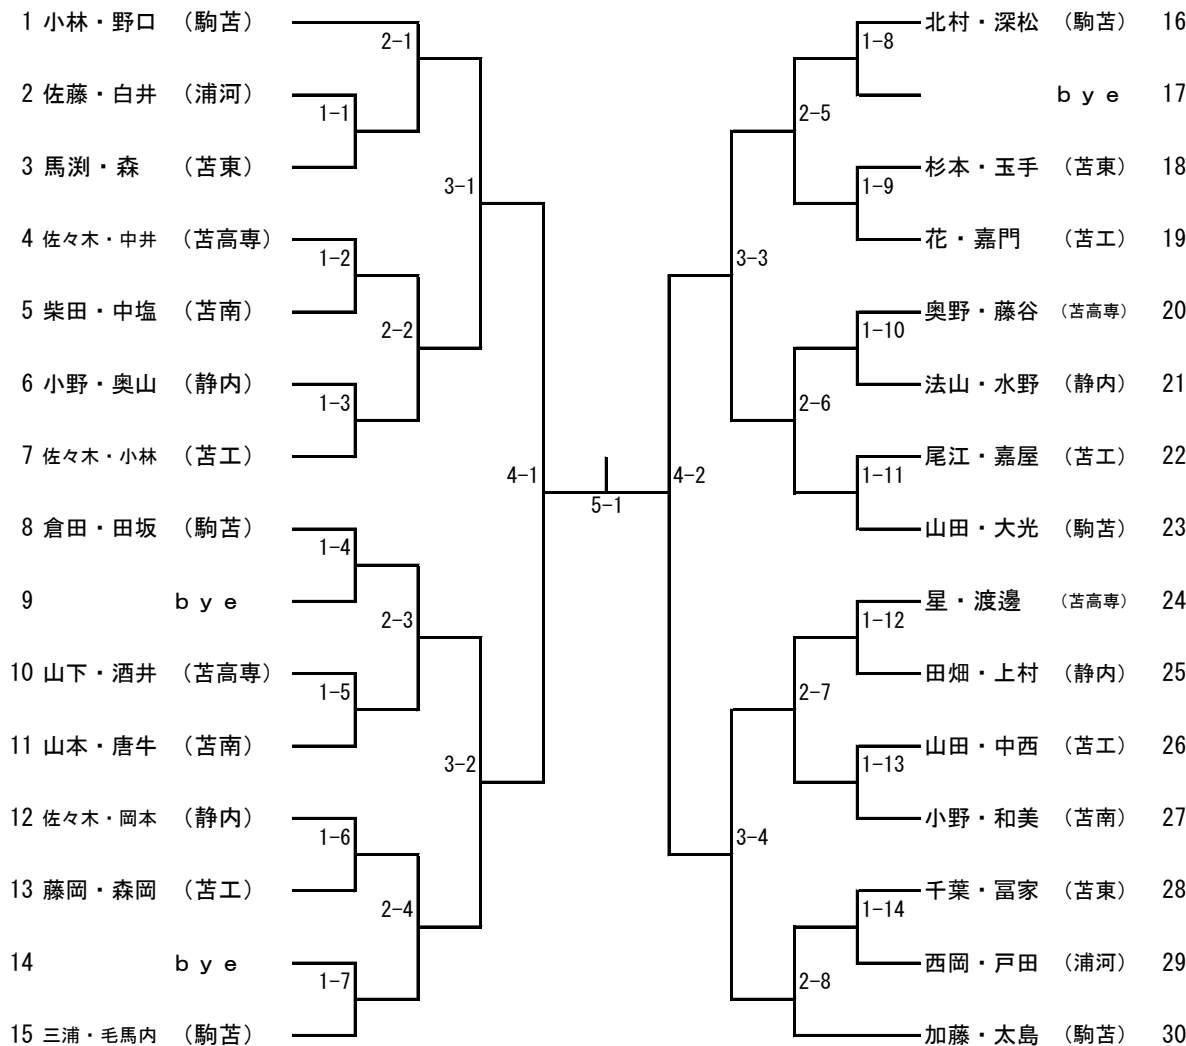 1 小林・野口 （駒苫）
2-1
2 佐藤・白井 （浦河）
1-1
3 馬渕・森 （苫東）
3-1
4 佐々木・中井 （苫高専）
1-2
5 柴田・中塩 （苫南）
2-2
6 小野・奥山 （静内）
1-3
7 佐々木・小林 （苫工）
4-1
8 倉田・田坂 （駒苫）
1-4
9 ｂｙｅ
2-3
10 山下・酒井 （苫高専）
1-5
11 山本・唐牛 （苫南）
3-2
12 佐々木・岡本 （静内）
1-6
13 藤岡・森岡 （苫工）
2-4
14 ｂｙｅ
1-7
15 三浦・毛馬内 （駒苫）
5-1
北村・深松 （駒苫） 16
1-8
ｂｙｅ 17
2-5
杉本・玉手 （苫東） 18
1-9
花・嘉門 （苫工） 19
3-3
奥野・藤谷 （苫高専） 20
1-10
法山・水野 （静内） 21
2-6
尾江・嘉屋 （苫工） 22
1-11
4-2
山田・大光 （駒苫） 23
星・渡邊 （苫高専） 24
1-12
田畑・上村 （静内） 25
2-7
山田・中西 （苫工） 26
1-13
小野・和美 （苫南） 27
3-4
千葉・冨家 （苫東） 28
1-14
西岡・戸田 （浦河） 29
2-8
加藤・太島 （駒苫） 30